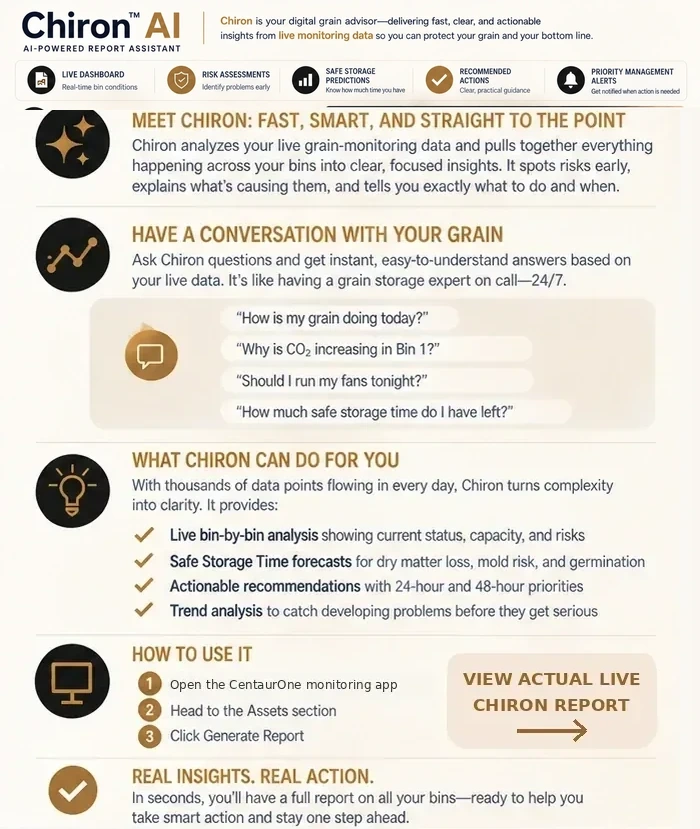 Chiron™ AI
AI-POWERED REPORT ASSISTANT
Chiron is your digital grain advisor—delivering fast, clear, and actionable
insights from live monitoring data so you can protect your grain and your bottom line.
LIVE DASHBOARD
Real-time bin conditions
RISK ASSESSMENTS
Identify problems early
SAFE STORAGE
PREDICTIONS
Know how much time you have
RECOMMENDED
ACTIONS
Clear, practical guidance
PRIORITY MANAGEMENT
ALERTS
Get notified when action is needed
MEET CHIRON: FAST, SMART, AND STRAIGHT TO THE POINT
Chiron analyzes your live grain-monitoring data and pulls together everything
happening across your bins into clear, focused insights. It spots risks early,
explains what's causing them, and tells you exactly what to do and when.
HAVE A CONVERSATION WITH YOUR GRAIN
Ask Chiron questions and get instant, easy-to-understand answers based on
your live data. It's like having a grain storage expert on call—24/7.
“How is my grain doing today?”
“Why is CO₂ increasing in Bin 1?”
“Should I run my fans tonight?”
“How much safe storage time do I have left?”
WHAT CHIRON CAN DO FOR YOU
With thousands of data points flowing in every day, Chiron turns complexity
into clarity. It provides:
Live bin-by-bin analysis showing current status, capacity, and risks
Safe Storage Time forecasts for dry matter loss, mold risk, and germination
Actionable recommendations with 24-hour and 48-hour priorities
Trend analysis to catch developing problems before they get serious
HOW TO USE IT
1 Open the CentaurOne monitoring app
2 Head to the Assets section
3 Click Generate Report
VIEW ACTUAL LIVE
CHIRON REPORT
REAL INSIGHTS. REAL ACTION.
In seconds, you'll have a full report on all your bins—ready to help you
take smart action and stay one step ahead.